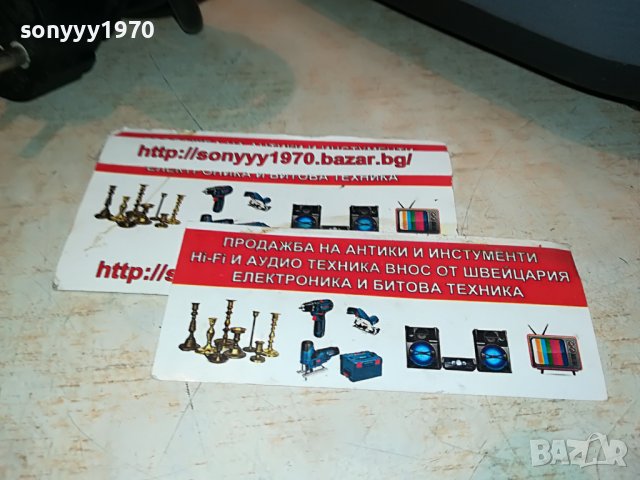 sonyyy1970
http://sonyyy1970.bazar.bg/
ЕЛЕКТРОНИКА И БИТОВА ТЕХНИКА
http://s
ПРОДАЖБА НА АНТИКИ И ИНСТУМЕНТИ
Hi-Fi И АУДИО ТЕХНИКА ВНОС ОТ ШВЕЙЦАРИЯ
ЕЛЕКТРОНИКА И БИТОВА ТЕХНИКА
BAZAR